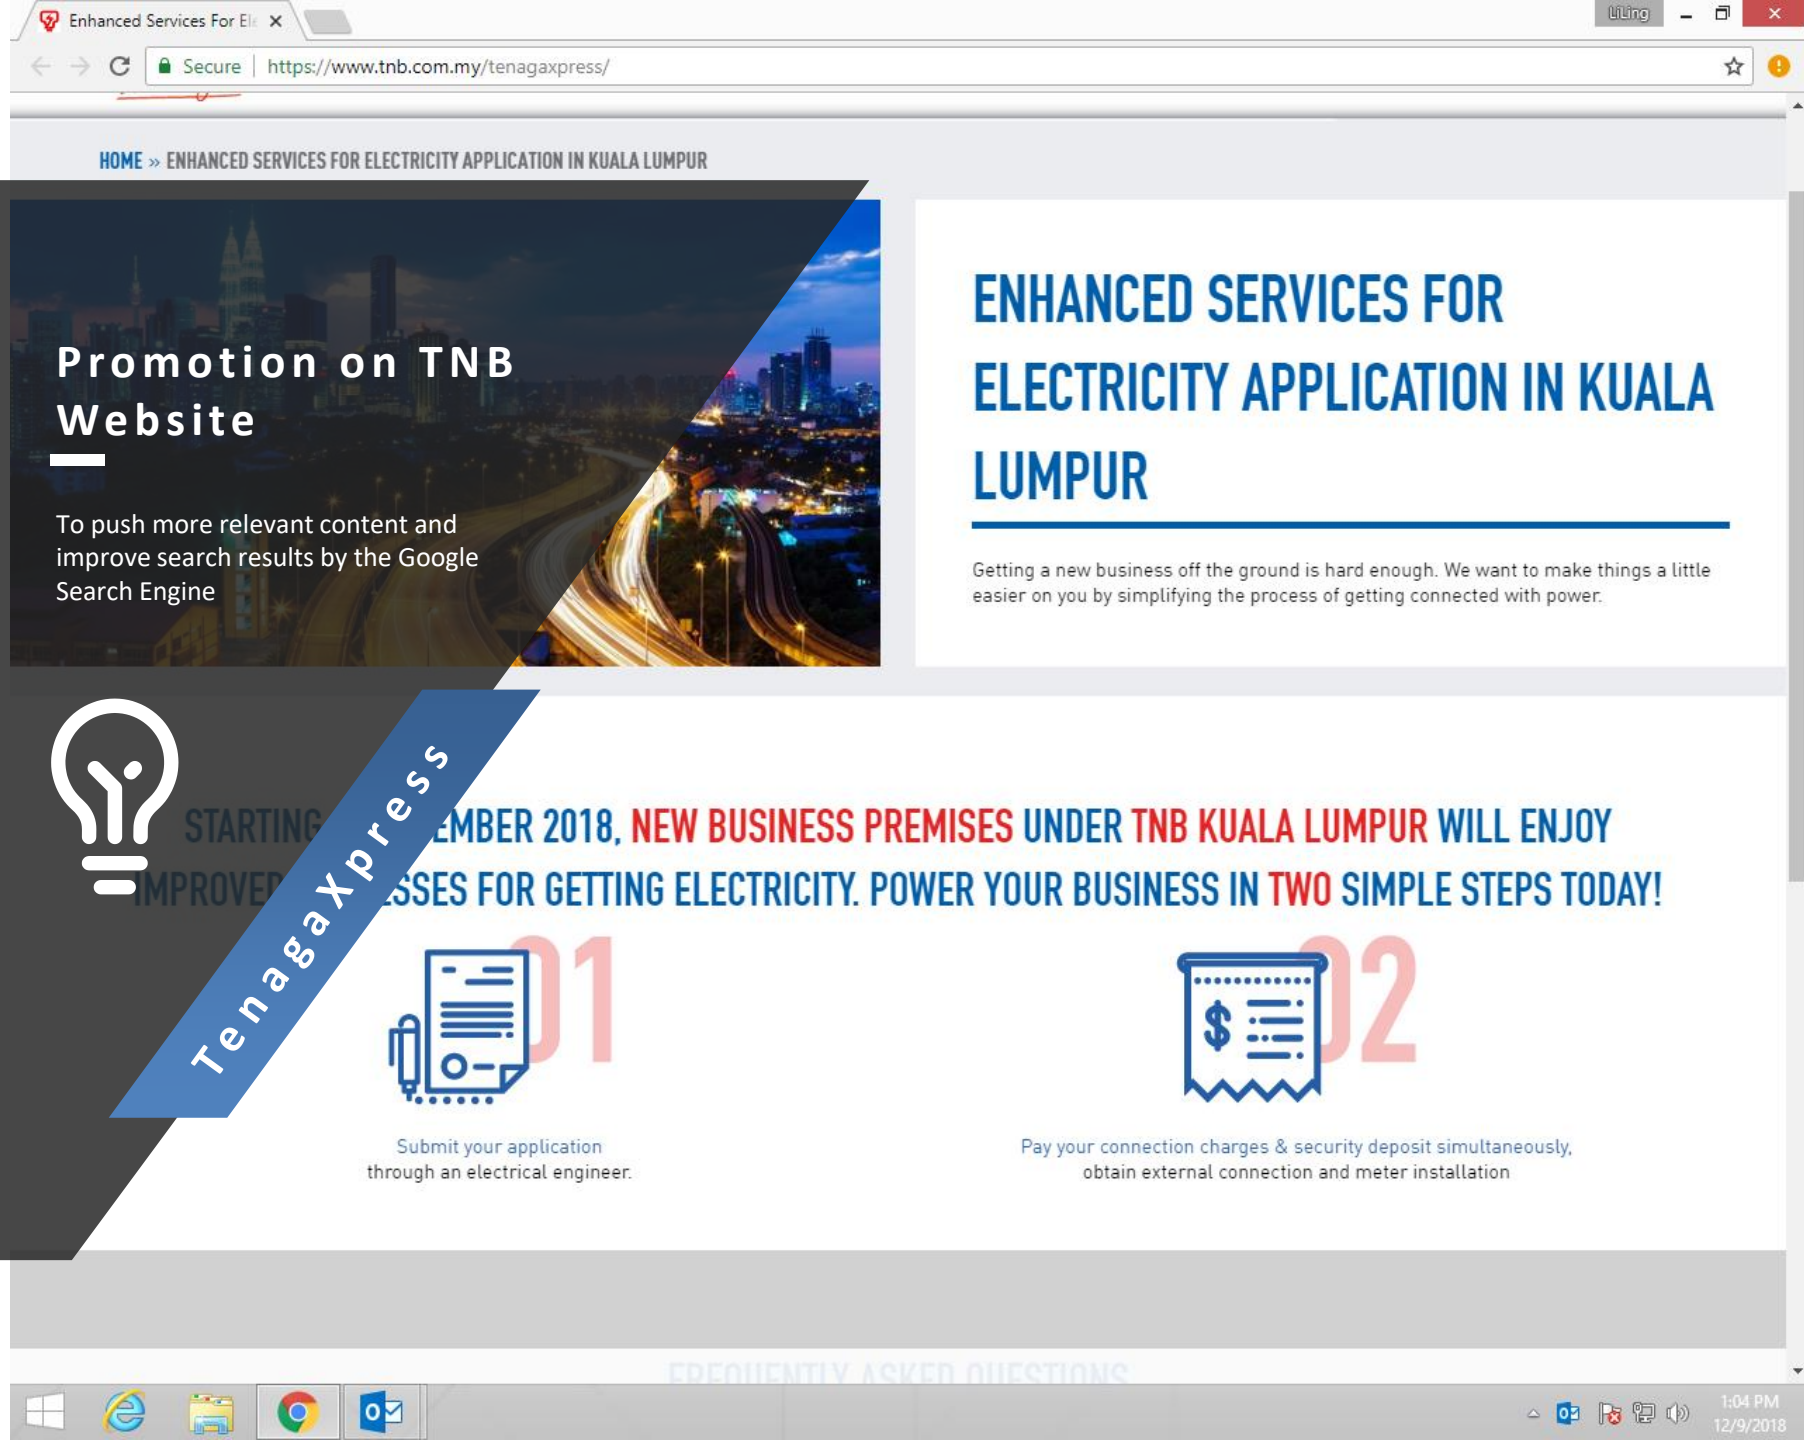 Enhanced Services For Ele
LiLing
Secure | https://www.tnb.com.my/tenagaxpress/
HOME » ENHANCED SERVICES FOR ELECTRICITY APPLICATION IN KUALA LUMPUR
Promotion on TNB
Website
To push more relevant content and
improve search results by the Google
Search Engine
ENHANCED SERVICES FOR
ELECTRICITY APPLICATION IN KUALA
LUMPUR
Getting a new business off the ground is hard enough. We want to make things a little
easier on you by simplifying the process of getting connected with power.
TenagaXpress
STARTING EMBER 2018, NEW BUSINESS PREMISES UNDER TNB KUALA LUMPUR WILL ENJOY
IMPROVED SSES FOR GETTING ELECTRICITY. POWER YOUR BUSINESS IN TWO SIMPLE STEPS TODAY!
01
02
$
Submit your application
through an electrical engineer.
Pay your connection charges & security deposit simultaneously,
obtain external connection and meter installation
FREQUENTLY ASKED QUESTIONS
1:04 PM
12/9/2018